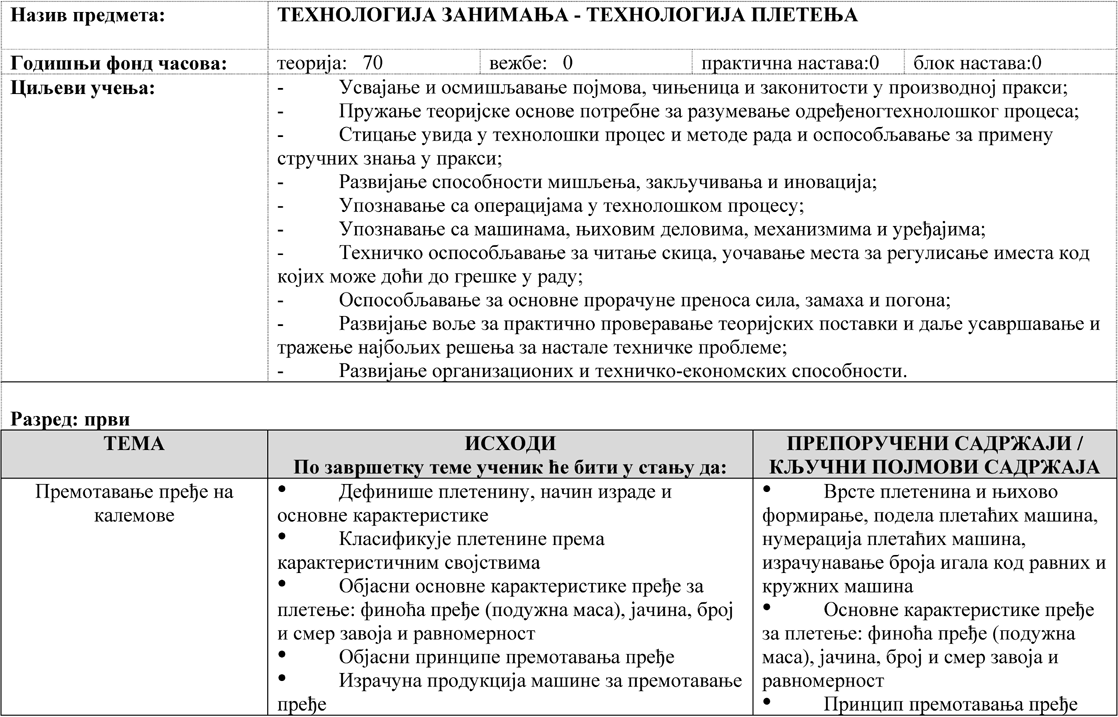 Назив предмета: ТЕХНОЛОГИЈА ЗАНИМАЊА - ТЕХНОЛОГИЈА ПЛЕТЕЊА
Годишњи фонд часова: теорија: 70 вежбе: 0 практична настава:0 блок настава:0
Циљеви учења:
- Усвајање и осмишљавање појмова, чињеница и законитости у производној пракси;
- Пружање теоријске основе потребне за разумевање одређеногтехнолошког процеса;
- Стицање увида у технолошки процес и методе рада и оспособљавање за примену
стручних знања у пракси;
- Развијање способности мишљења, закључивања и иновација;
- Упознавање са операцијама у технолошком процесу;
- Упознавање са машинама, њиховим деловима, механизмима и уређајима;
- Техничко оспособљавање за читање скица, уочавање места за регулисање иместа код
којих може доћи до грешке у раду;
- Оспособљавање за основне прорачуне преноса сила, замаха и погона;
- Развијање воље за практично проверавање теоријских поставки и даље усавршавање и
тражење најбољих решења за настале техничке проблеме;
- Развијање организационих и техничко-економских способности.
Разред: први
ТЕМА
ИСХОДИ
По завршетку теме ученик ће бити у стању да:
ПРЕПОРУЧЕНИ САДРЖАЈИ /
КЉУЧНИ ПОЈМОВИ САДРЖАЈА
Премотавање пређе на
калемове
• Дефинише плетенину, начин израде и
основне карактеристике
• Класификује плетенине према
карактеристичним својствима
• Објасни основне карактеристике пређе за
плетење: финоћа пређе (подужна маса), јачина, број
и смер завоја и равномерност
• Објасни принципе премотавања пређе
• Израчуна продукција машине за премотавање
пређе
• Врсте плетенина и њихово
формирање, подела плетаћих машина,
нумерација плетаћих машина,
израчунавање броја игала код равних и
кружних машина
• Основне карактеристике пређе
за плетење: финоћа пређе (подужна
маса), јачина, број и смер завоја и
равномерност
• Принцип премотавања пређе